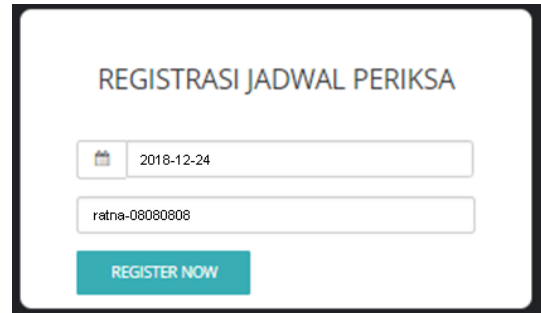 REGISTRASI JADWAL PERIKSA
2018-12-24
ratna-08080808
REGISTER NOW